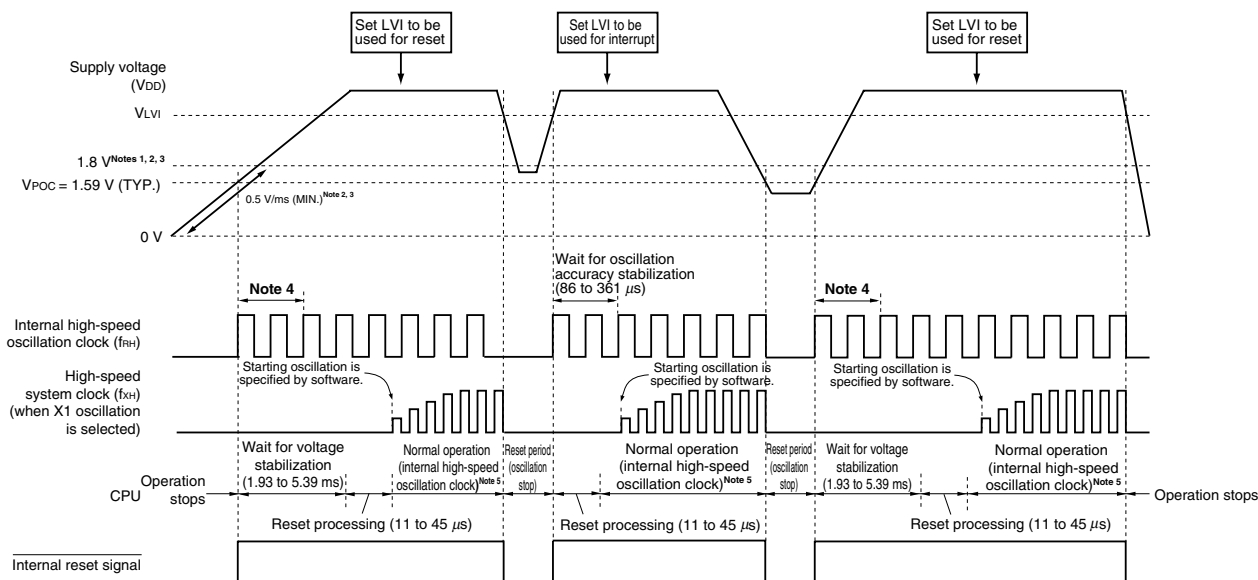 Set LVI to be
used for reset
Set LVI to be
used for interrupt
Set LVI to be
used for reset
Supply voltage
(VDD)
VLVI
1.8 V Notes 1, 2, 3
VPOC = 1.59 V (TYP.)
0.5 V/ms (MIN.) Note 2, 3
0 V
Wait for oscillation
accuracy stabilization
(86 to 361 μs)
Note 4
Note 4
Internal high-speed
oscillation clock (fRH)
Starting oscillation is
specified by software.
Starting oscillation is
specified by software.
Starting oscillation is
specified by software.
High-speed
system clock (fXH)
(when X1 oscillation
is selected)
Wait for voltage
stabilization
(1.93 to 5.39 ms)
Normal operation
(internal high-speed
oscillation clock) Note 5
Reset period
(oscillation
stop)
Normal operation
(internal high-speed
oscillation clock) Note 5
Reset period
(oscillation
stop)
Wait for voltage
stabilization
(1.93 to 5.39 ms)
Normal operation
(internal high-speed
oscillation clock) Note 5
CPU
Operation
stops
Operation stops
Reset processing (11 to 45 μs)
Reset processing (11 to 45 μs)
Reset processing (11 to 45 μs)
Internal reset signal